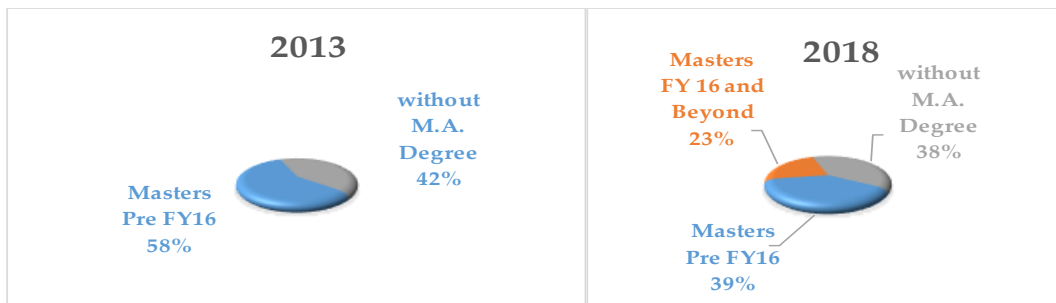 2013
without
M.A.
Degree
42%
Masters
Pre FY16
58%
2018
Masters
FY 16 and
Beyond
23%
without
M.A.
Degree
38%
Masters
Pre FY16
39%